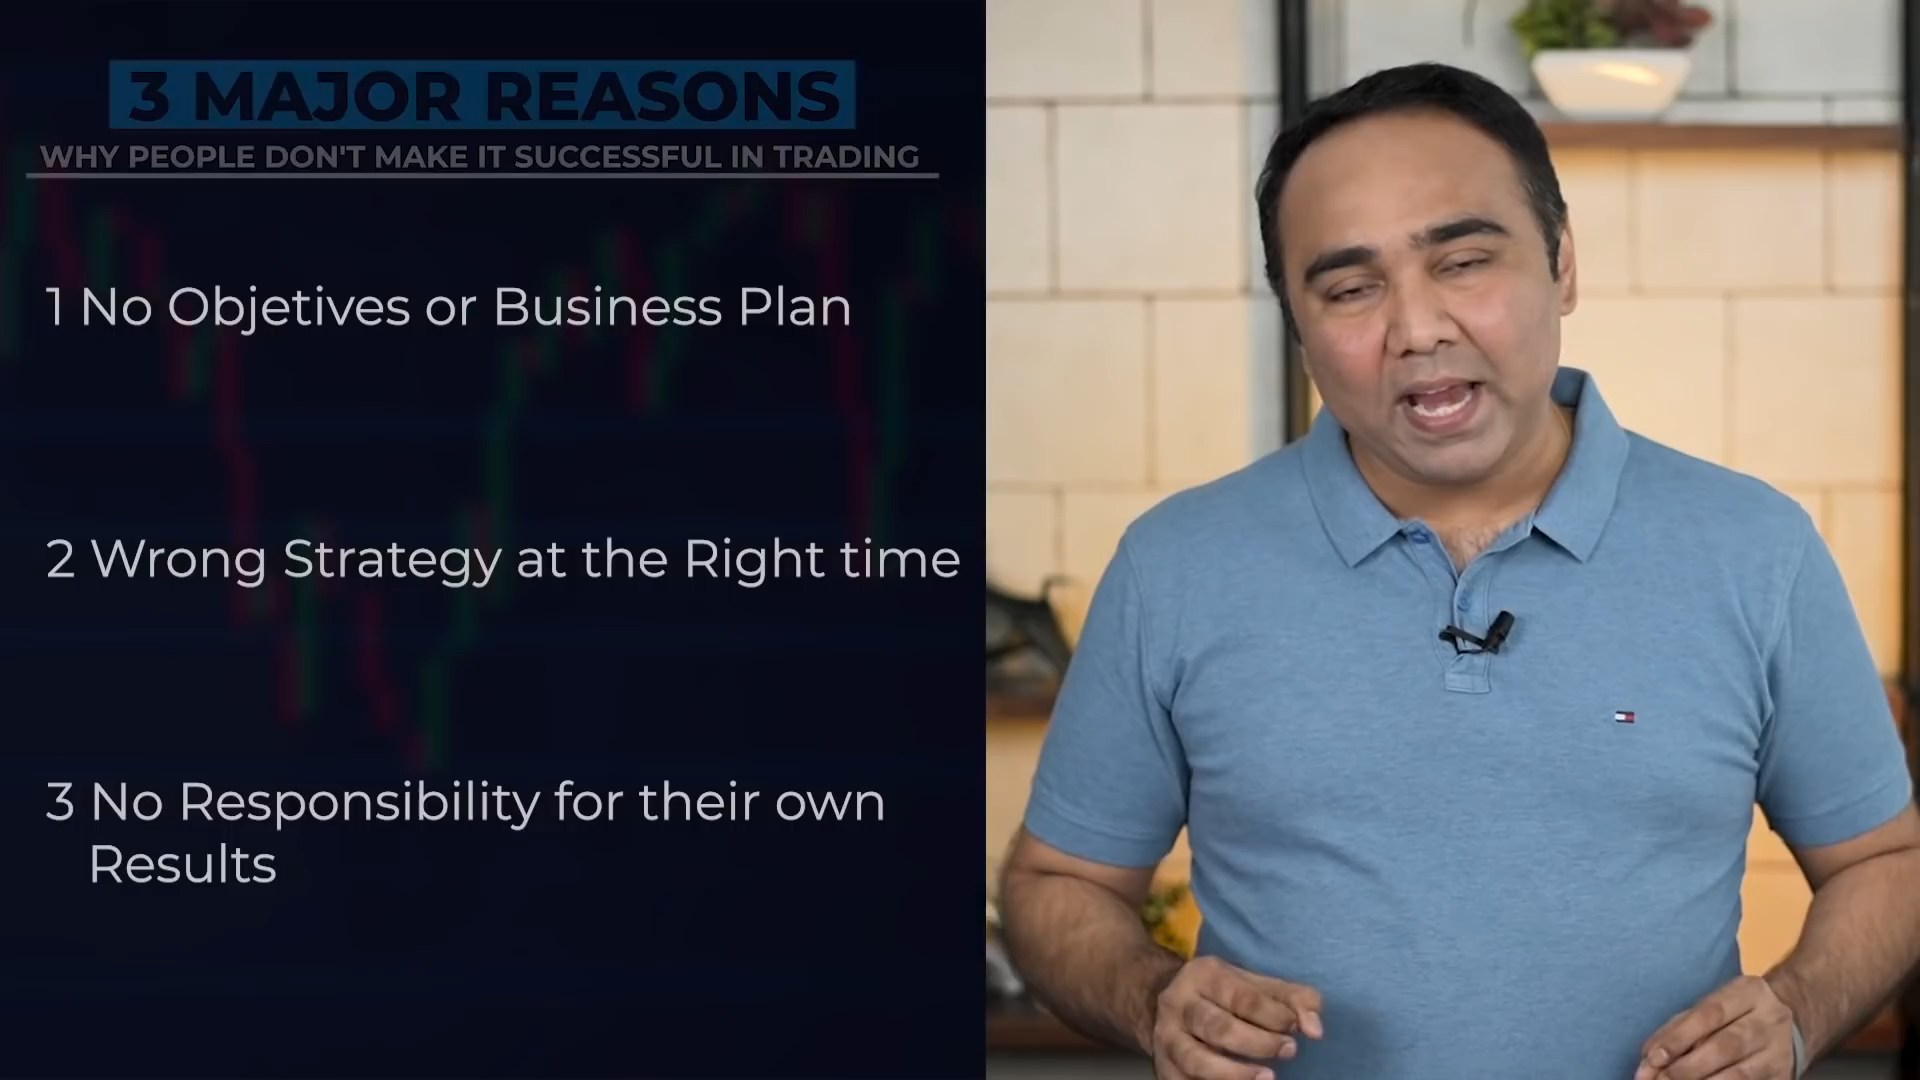 3 MAJOR REASONS
WHY PEOPLE DON'T MAKE IT SUCCESSFUL IN TRADING
1 No Objetives or Business Plan
2 Wrong Strategy at the Right time
3 No Responsibility for their own
Results